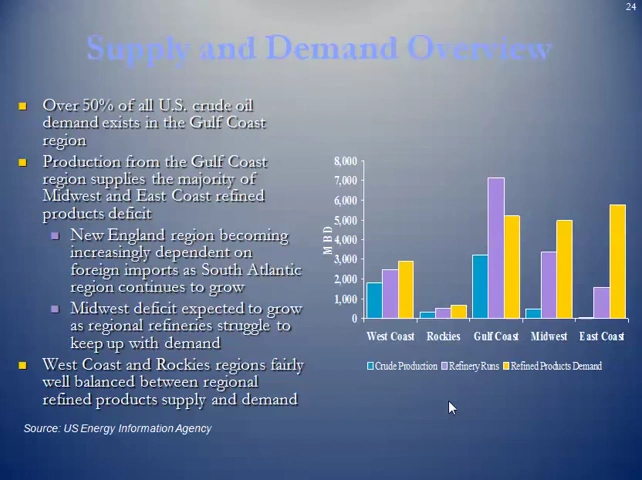 24
Supply and Demand Overview
Over 50% of all U.S. crude oil
demand exists in the Gulf Coast
region
Production from the Gulf Coast
region supplies the majority of
Midwest and East Coast refined
products deficit
New England region becoming
increasingly dependent on
foreign imports as South Atlantic
region continues to grow
Midwest deficit expected to grow
as regional refineries struggle to
keep up with demand
West Coast and Rockies regions fairly
well balanced between regional
refined products supply and demand
Source: US Energy Information Agency
MBD
8,000
7,000
6,000
5,000
4,000
3,000
2,000
1,000
0
West Coast Rockies Gulf Coast Midwest East Coast
Crude Production Refinery Runs Refined Products Demand